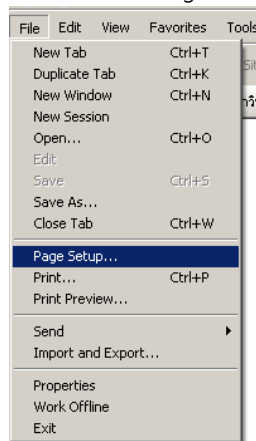 File Edit View Favorites Tools
New Tab Ctrl+T
Duplicate Tab Ctrl+K
New Window Ctrl+N
New Session
Open... Ctrl+O
Edit
Save Ctrl+S
Save As...
Close Tab Ctrl+W
Page Setup...
Print... Ctrl+P
Print Preview...
Send
Import and Export...
Properties
Work Offline
Exit